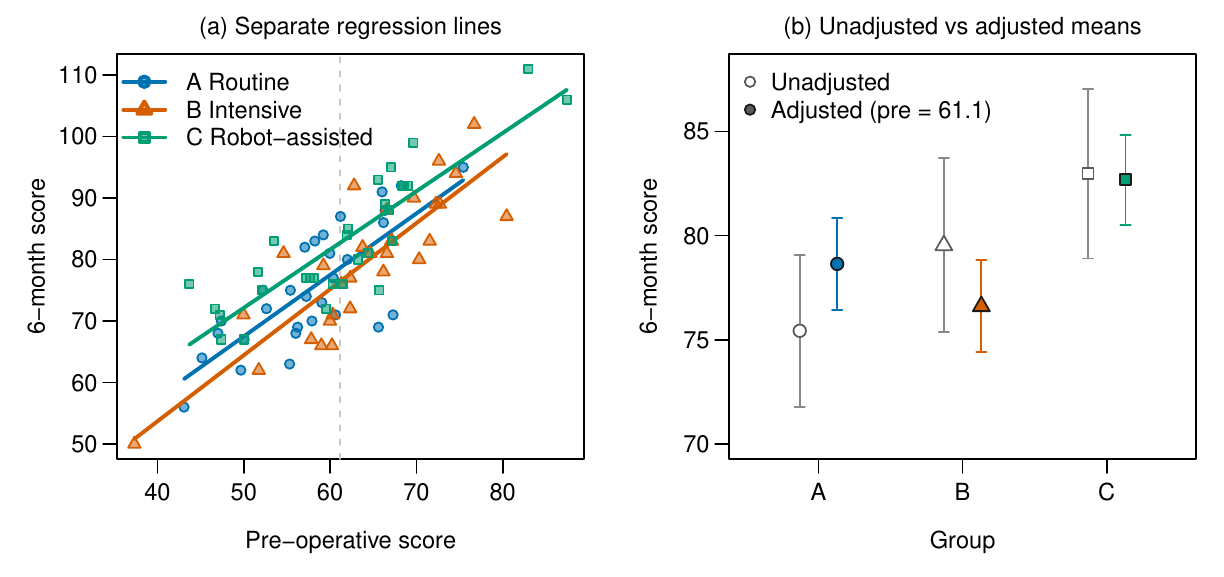 (a) Separate regression lines
A Routine
B Intensive
C Robot−assisted
110
100
90
80
70
60
50
6−month score
40 50 60 70 80
Pre−operative score
(b) Unadjusted vs adjusted means
Unadjusted
Adjusted (pre = 61.1)
85
80
75
70
6−month score
A B C
Group